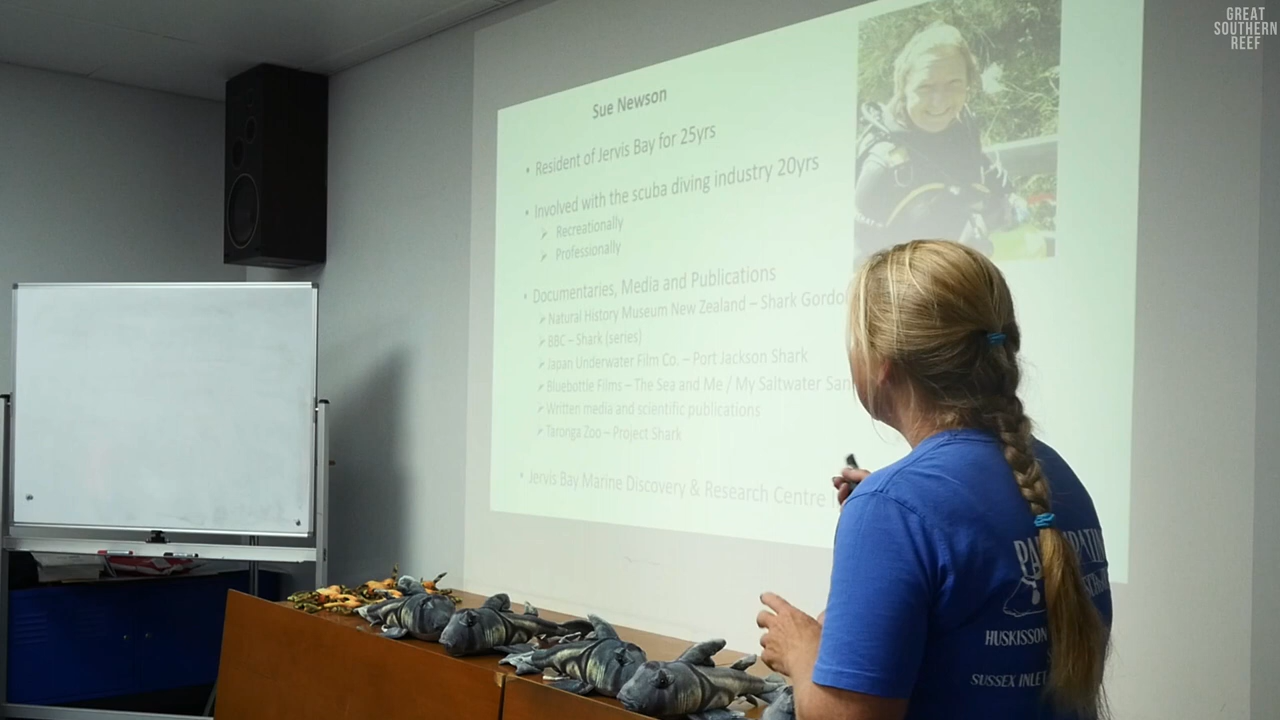 GREAT
SOUTHERN
REEF
Sue Newson
• Resident of Jervis Bay for 25yrs
• Involved with the scuba diving industry 20yrs
➢ Recreationally
➢ Professionally
• Documentaries, Media and Publications
➢ Natural History Museum New Zealand – Shark Gordo
➢ BBC – Shark (series)
➢ Japan Underwater Film Co. – Port Jackson Shark
➢ Bluebottle Films – The Sea and Me / My Saltwater San
➢ Written media and scientific publications
➢ Taronga Zoo – Project Shark
• Jervis Bay Marine Discovery & Research Centre
HUSKISSON
SUSSEX INLET